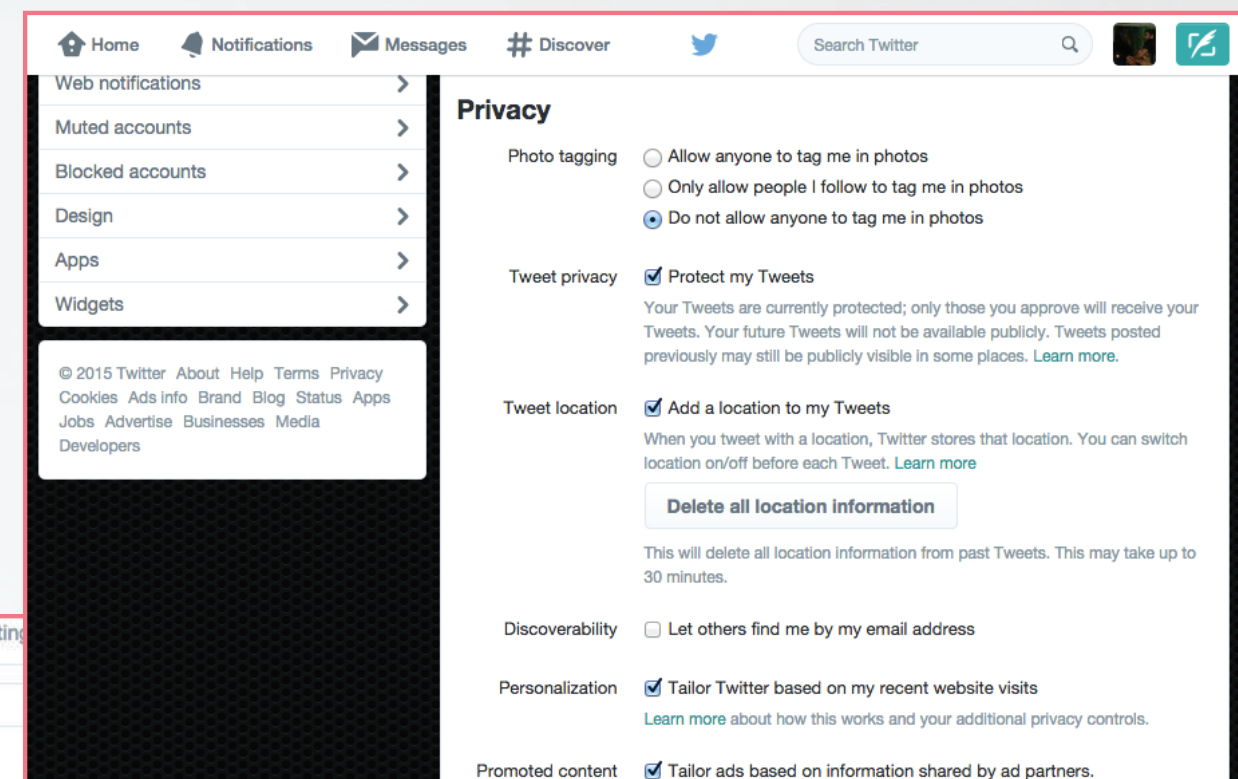 Home Notifications Messages Discover Search Twitter
Web notifications
Muted accounts
Blocked accounts
Design
Apps
Widgets
© 2015 Twitter About Help Terms Privacy
Cookies Ads info Brand Blog Status Apps
Jobs Advertise Businesses Media
Developers
Privacy
Photo tagging Allow anyone to tag me in photos
Only allow people I follow to tag me in photos
Do not allow anyone to tag me in photos
Tweet privacy Protect my Tweets
Your Tweets are currently protected; only those you approve will receive your
Tweets. Your future Tweets will not be available publicly. Tweets posted
previously may still be publicly visible in some places. Learn more.
Tweet location Add a location to my Tweets
When you tweet with a location, Twitter stores that location. You can switch
location on/off before each Tweet. Learn more
Delete all location information
This will delete all location information from past Tweets. This may take up to
30 minutes.
Discoverability Let others find me by my email address
Personalization Tailor Twitter based on my recent website visits
Learn more about how this works and your additional privacy controls.
Promoted content Tailor ads based on information shared by ad partners.